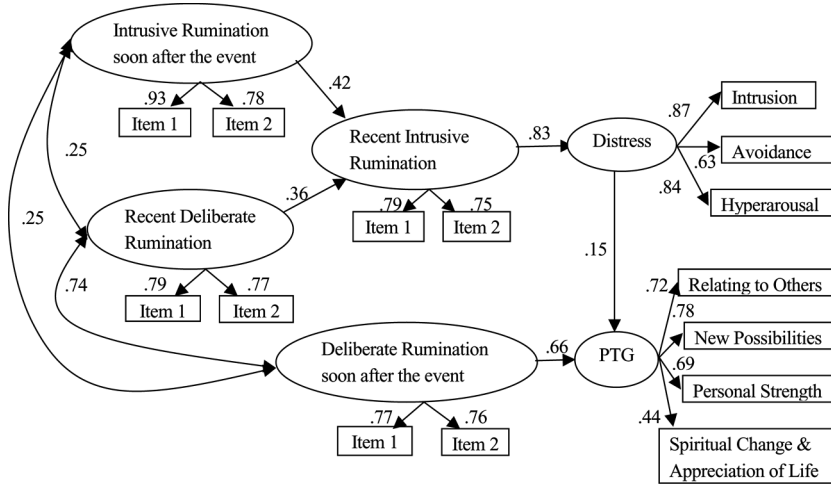 Intrusive Rumination
soon after the event
.93
.78
Item 1
Item 2
.42
.25
.25
Recent Intrusive
Rumination
.79
.75
Item 1
Item 2
.83
Distress
.87
Intrusion
.63
Avoidance
.84
Hyperarousal
.36
Recent Deliberate
Rumination
.79
.77
Item 1
Item 2
.74
.15
Deliberate Rumination
soon after the event
.77
.76
Item 1
Item 2
.66
PTG
.72
Relating to Others
.78
New Possibilities
.69
Personal Strength
.44
Spiritual Change &
Appreciation of Life